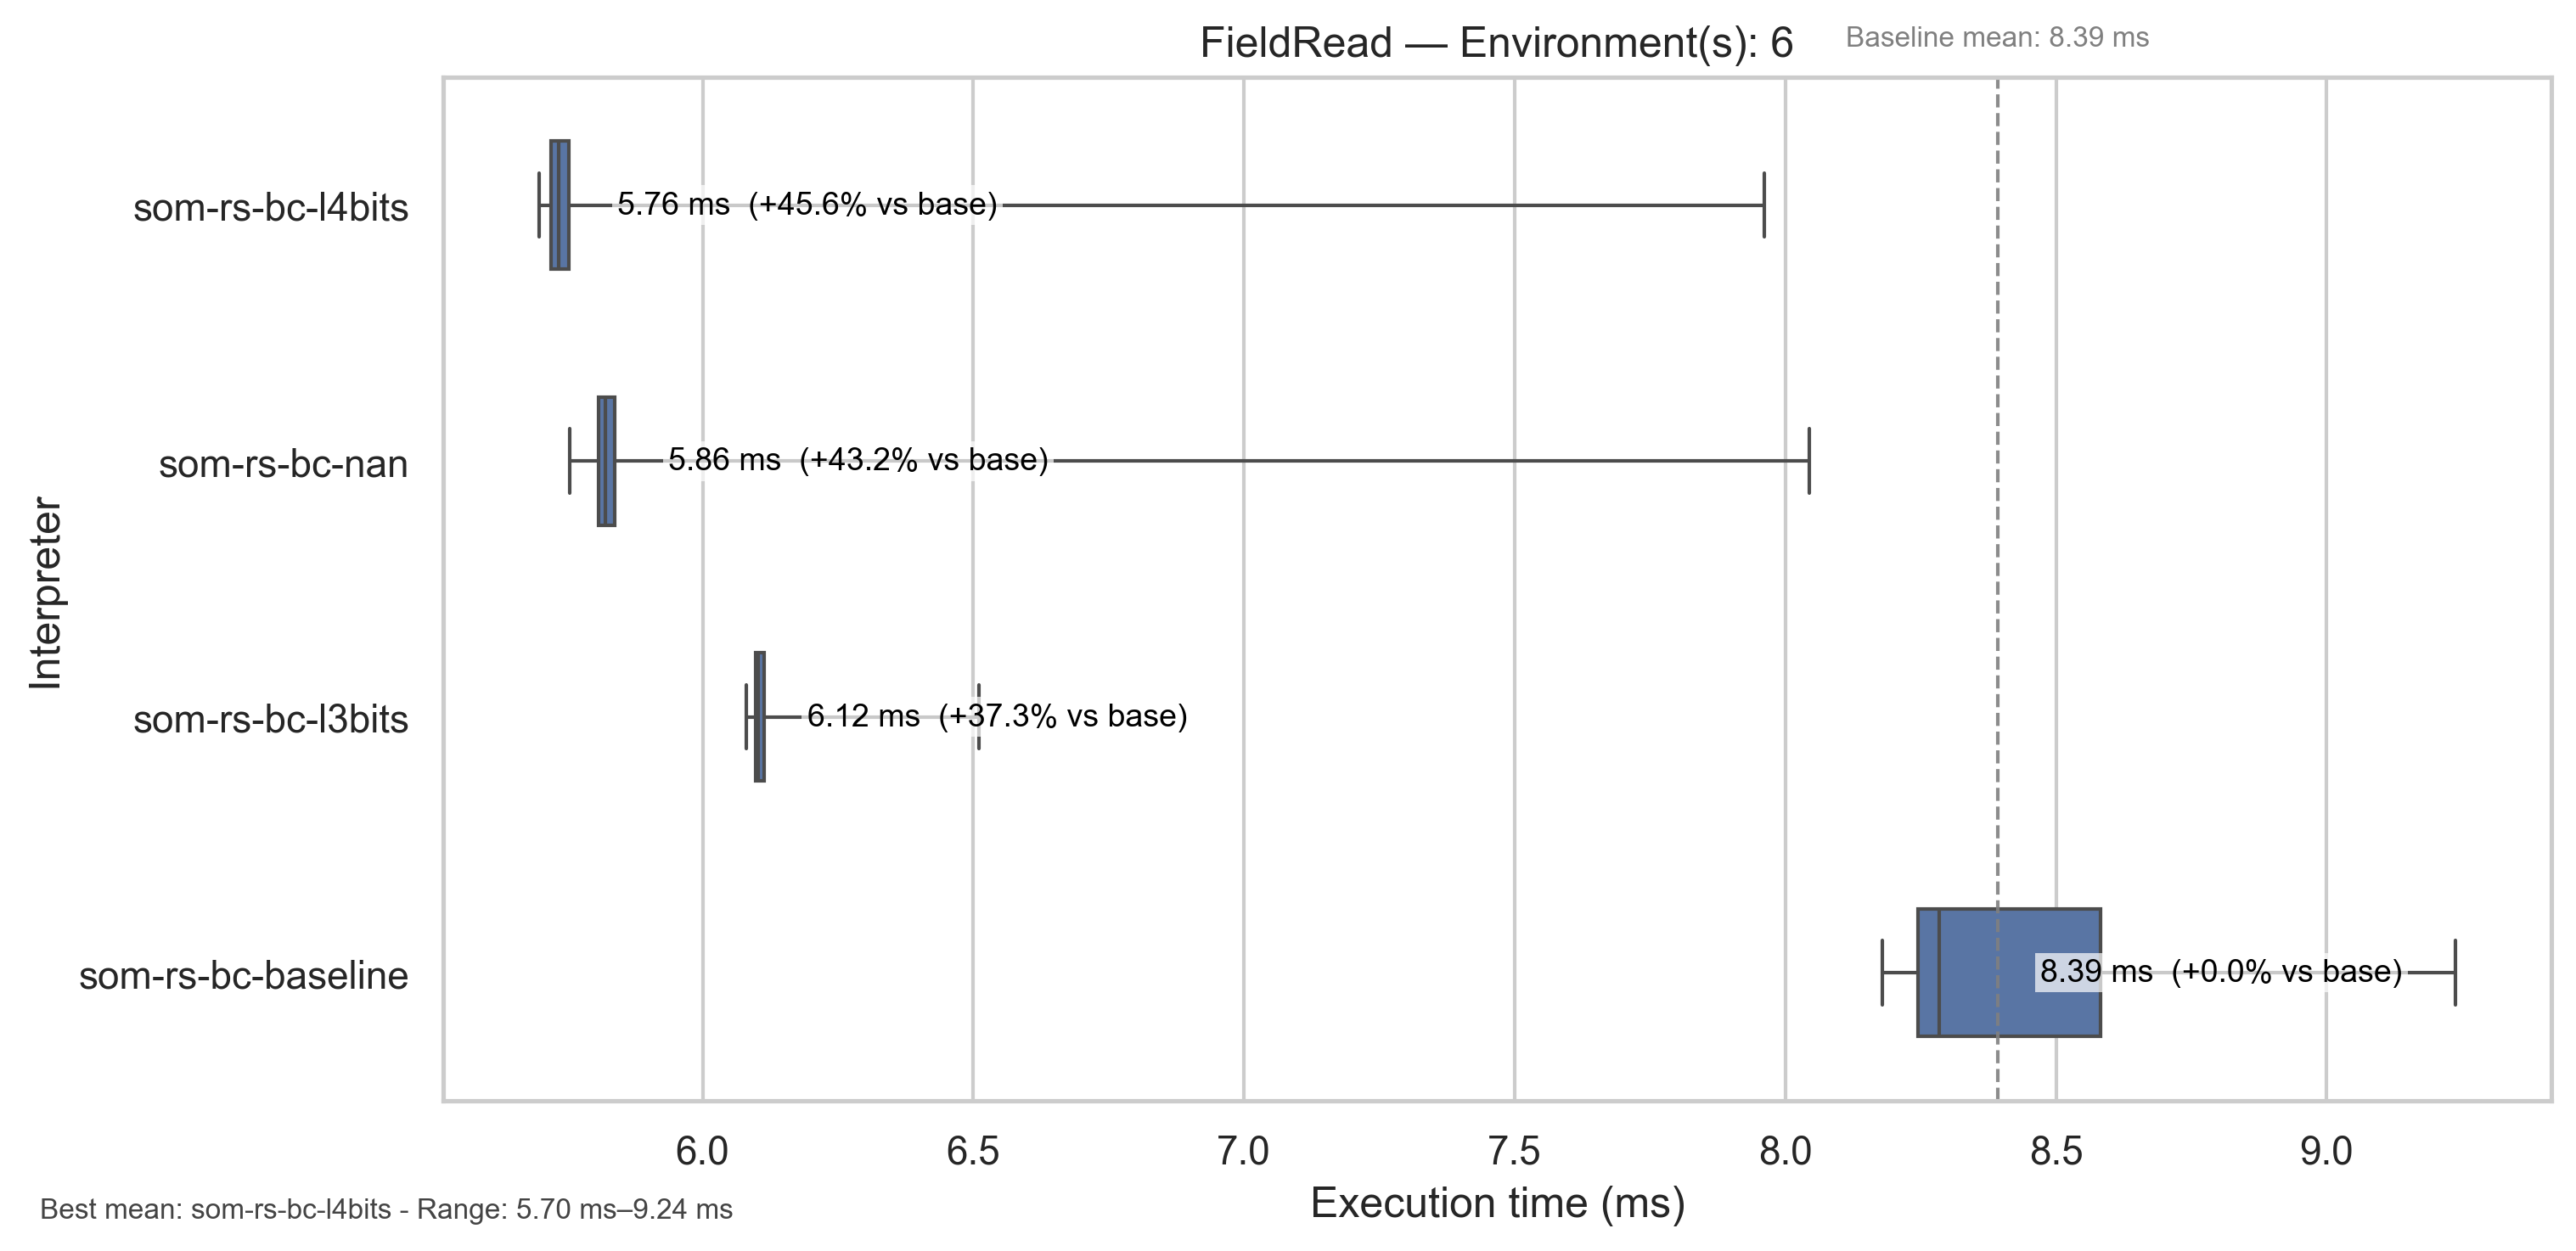 FieldRead — Environment(s): 6
Baseline mean: 8.39 ms
Interpreter
som-rs-bc-l4bits
5.76 ms (+45.6% vs base)
som-rs-bc-nan
5.86 ms (+43.2% vs base)
som-rs-bc-l3bits
6.12 ms (+37.3% vs base)
som-rs-bc-baseline
8.39 ms (+0.0% vs base)
6.0 6.5 7.0 7.5 8.0 8.5 9.0
Execution time (ms)
Best mean: som-rs-bc-l4bits - Range: 5.70 ms–9.24 ms